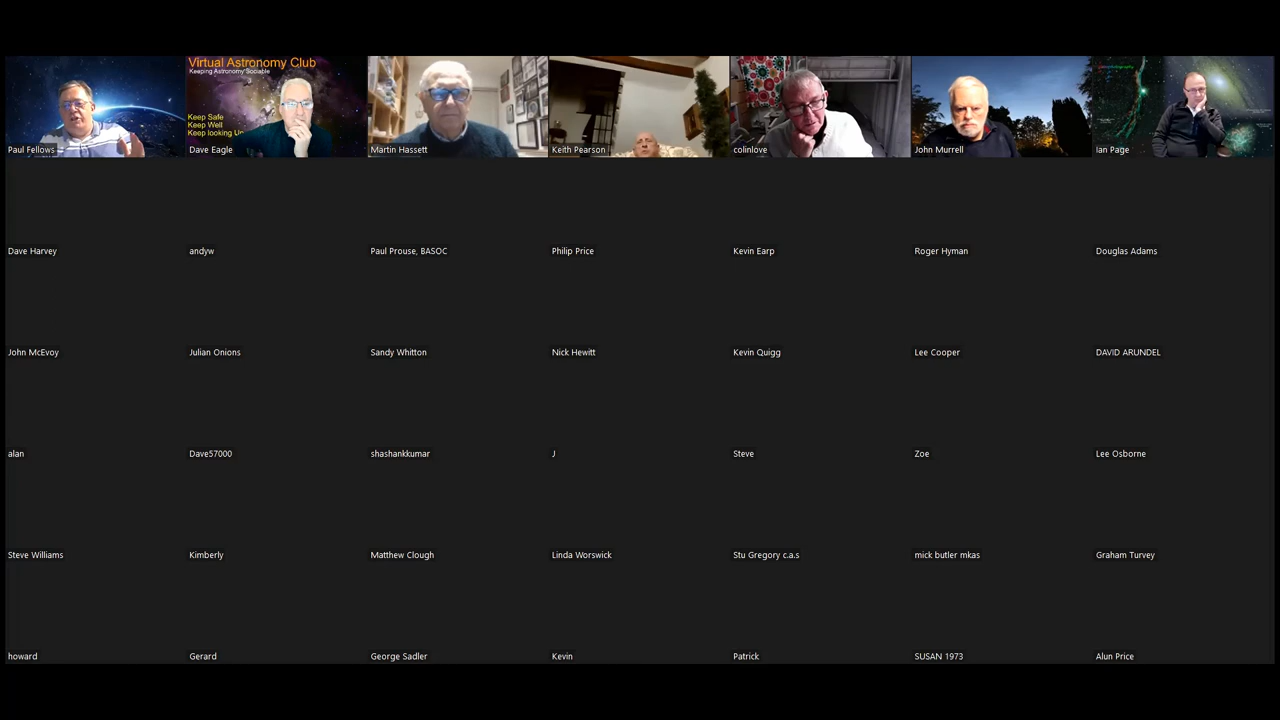 Virtual Astronomy Club
Keeping Astronomy Sociable
Keep Safe
Keep Well
Keep looking Up
Paul Fellows
Dave Eagle
Martin Hassett
Keith Pearson
colinlove
John Murrell
Ian Page
Dave Harvey
andyw
Paul Prouse, BASOC
Philip Price
Kevin Earp
Roger Hyman
Douglas Adams
John McEvoy
Julian Onions
Sandy Whitton
Nick Hewitt
Kevin Quigg
Lee Cooper
DAVID ARUNDEL
alan
Dave57000
shashankkumar
J
Steve
Zoe
Lee Osborne
Steve Williams
Kimberly
Matthew Clough
Linda Worswick
Stu Gregory c.a.s
mick butler mkas
Graham Turvey
howard
Gerard
George Sadler
Kevin
Patrick
SUSAN 1973
Alun Price